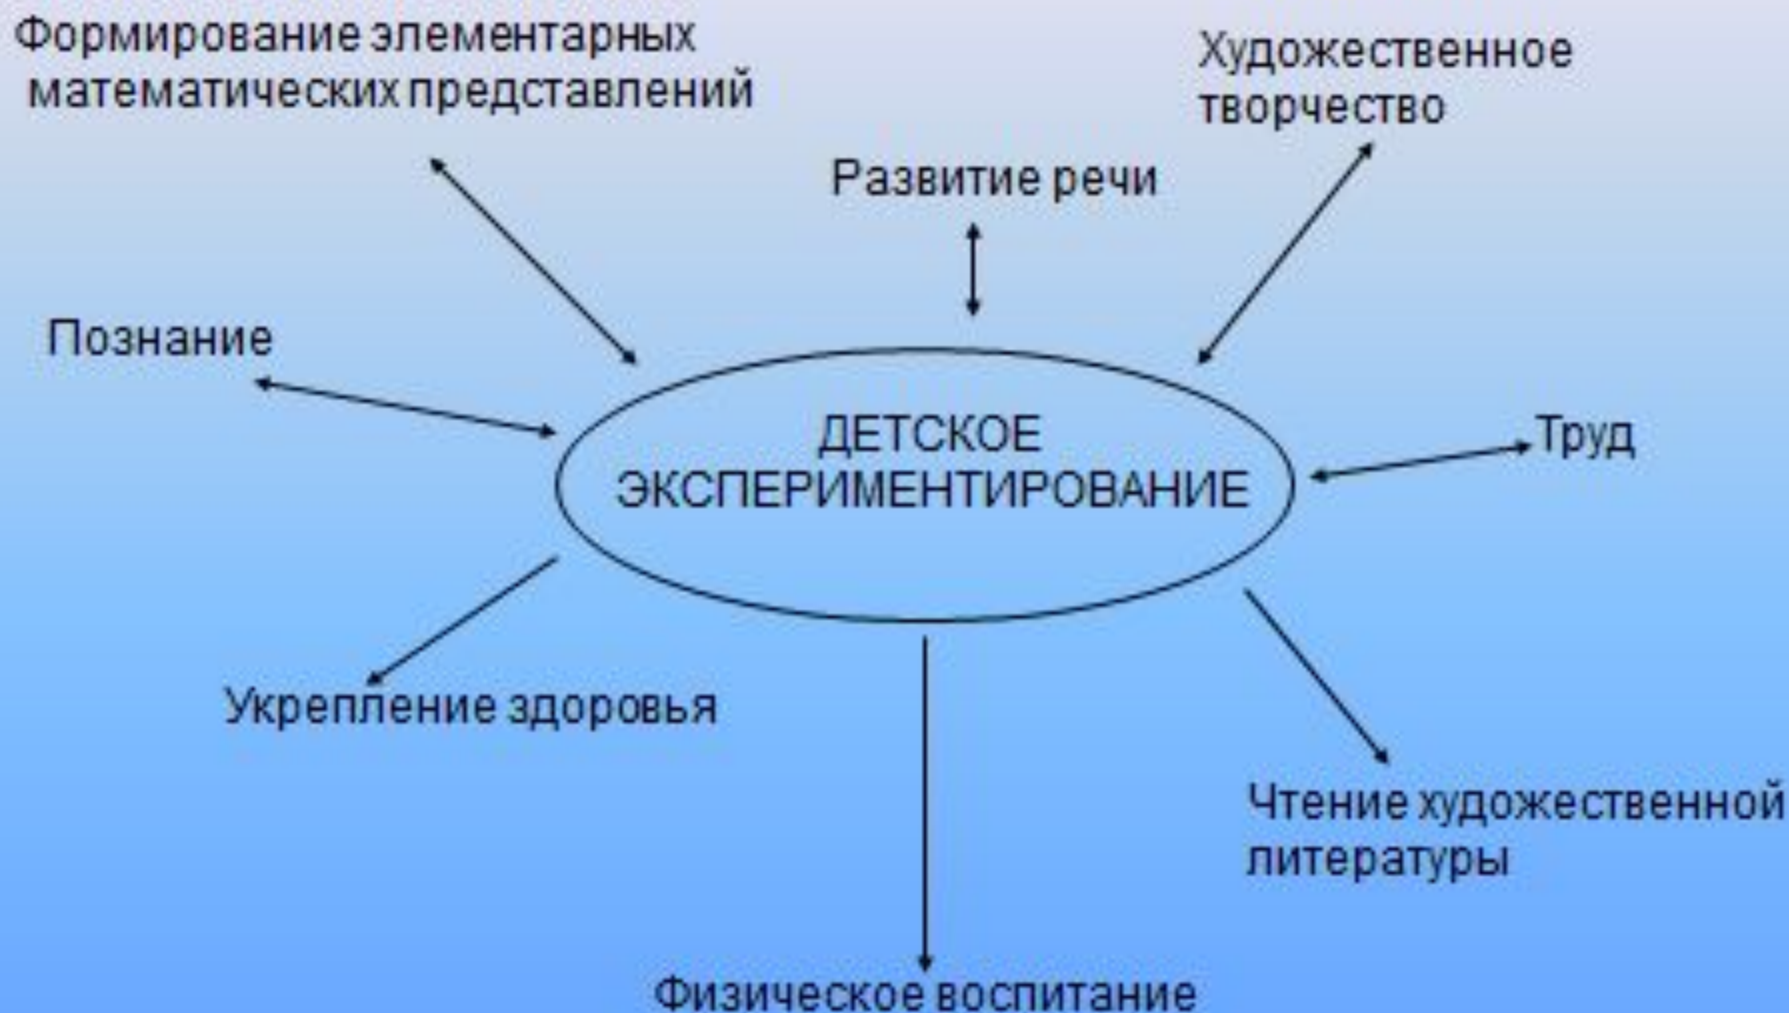 Формирование элементарных
математических представлений
Художественное
творчество
Развитие речи
Познание
ДЕТСКОЕ
ЭКСПЕРИМЕНТИРОВАНИЕ
Труд
Укрепление здоровья
Чтение художественной
литературы
Физическое воспитание